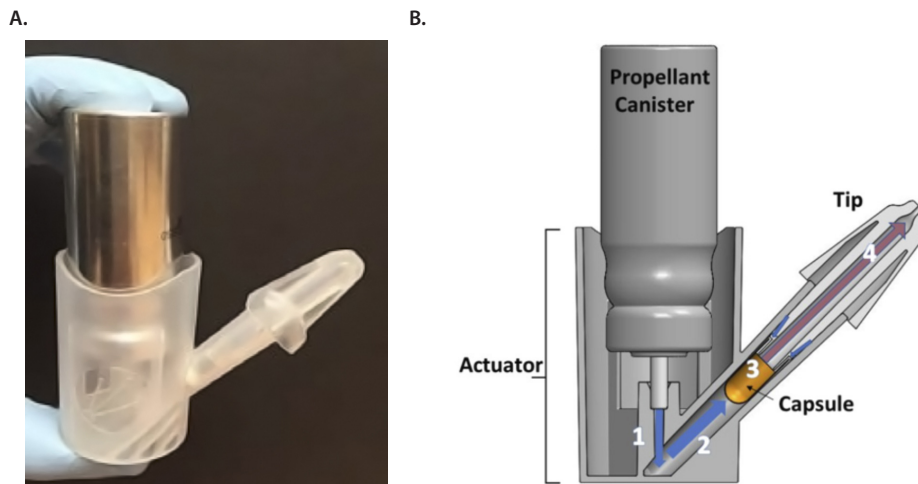 A.
B.
Propellant
Canister
Tip
4
Actuator
3
Capsule
1
2